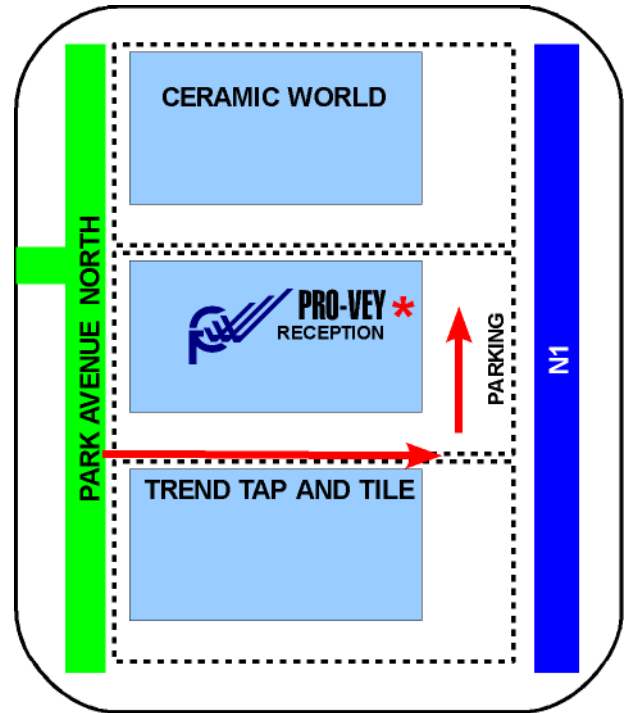 CERAMIC WORLD
PARK AVENUE NORTH
PRO-VEY *
RECEPTION
PARKING
N1
TREND TAP AND TILE